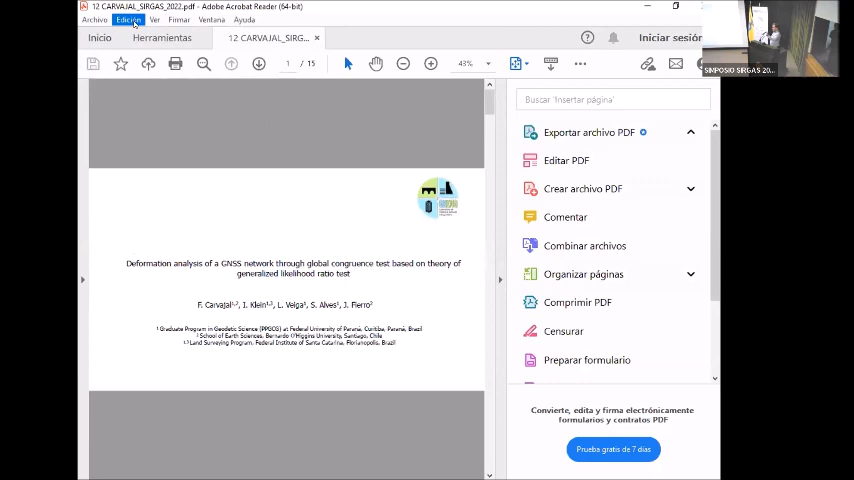 12 CARVAJAL_SIRGAS_2022.pdf - Adobe Acrobat Reader (64-bit)
Archivo Edición Ver Firmar Ventana Ayuda
Inicio Herramientas 12 CARVAJAL_SIRG... × Iniciar sesión
1 / 15 43%
SIMPOSIO SIRGAS 20...
Buscar 'Insertar página'
Exportar archivo PDF
Editar PDF
Crear archivo PDF
Comentar
Combinar archivos
Organizar páginas
Comprimir PDF
Censurar
Preparar formulario
Convierte, edita y firma electrónicamente
formularios y contratos PDF
Prueba gratis de 7 días
Deformation analysis of a GNSS network through global congruence test based on theory of
generalized likelihood ratio test
F. Carvajal¹,², I. Klein¹,³, L. Veiga¹, S. Alves¹, J. Fierro²
¹ Graduate Program in Geodetic Science (PPGCG) at Federal University of Paraná, Curitiba, Paraná, Brazil
School of Earth Sciences, Bernardo O'Higgins University, Santiago, Chile
Land Surveying Program, Federal Institute of Santa Catarina, Florianopolis, Brazil